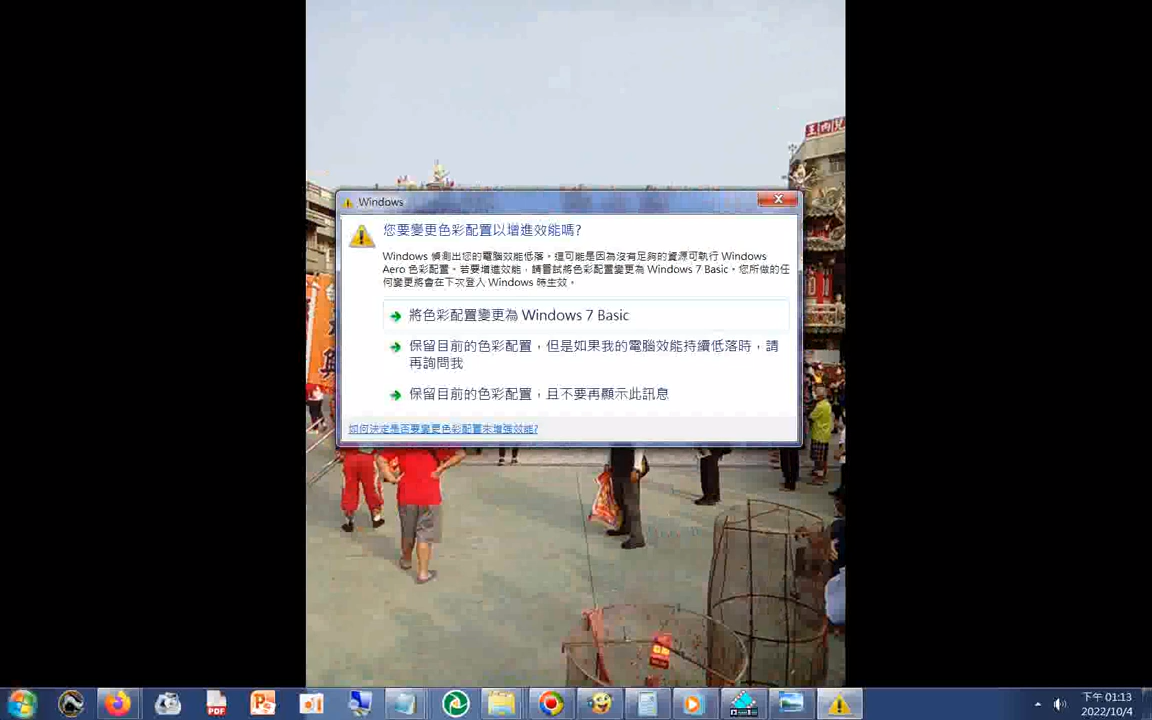 王肉兒
Windows
您要變更色彩配置以增進效能嗎?
Windows 偵測出您的電腦效能低落。這可能是因為沒有足夠的資源可執行 Windows
Aero 色彩配置。若要增進效能，請嘗試將色彩配置變更為 Windows 7 Basic。您所做的任
何變更將會在下次登入 Windows 時生效。
將色彩配置變更為 Windows 7 Basic
保留目前的色彩配置，但是如果我的電腦效能持續低落時，請
再詢問我
保留目前的色彩配置，且不要再顯示此訊息
如何決定是否要變更色彩配置來增強效能?
PDF
下午 01:13
2022/10/4